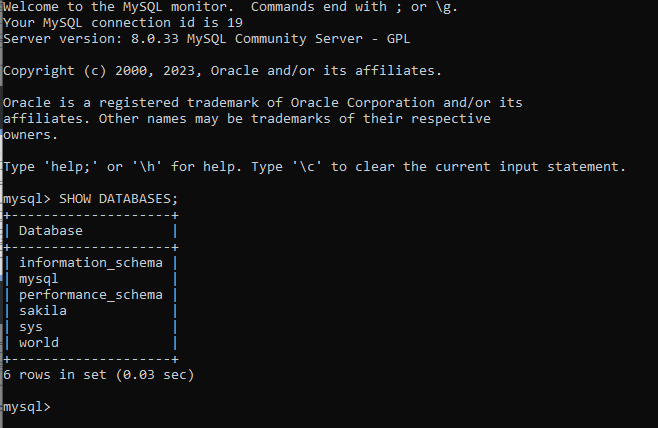 Welcome to the MySQL monitor.  Commands end with ; or \g.
Your MySQL connection id is 19
Server version: 8.0.33 MySQL Community Server - GPL
Copyright (c) 2000, 2023, Oracle and/or its affiliates.
Oracle is a registered trademark of Oracle Corporation and/or its
affiliates. Other names may be trademarks of their respective
owners.
Type 'help;' or '\h' for help. Type '\c' to clear the current input statement.
mysql> SHOW DATABASES;
+--------------------+
| Database           |
+--------------------+
| information_schema |
| mysql              |
| performance_schema |
| sakila             |
| sys                |
| world              |
+--------------------+
6 rows in set (0.03 sec)
mysql>